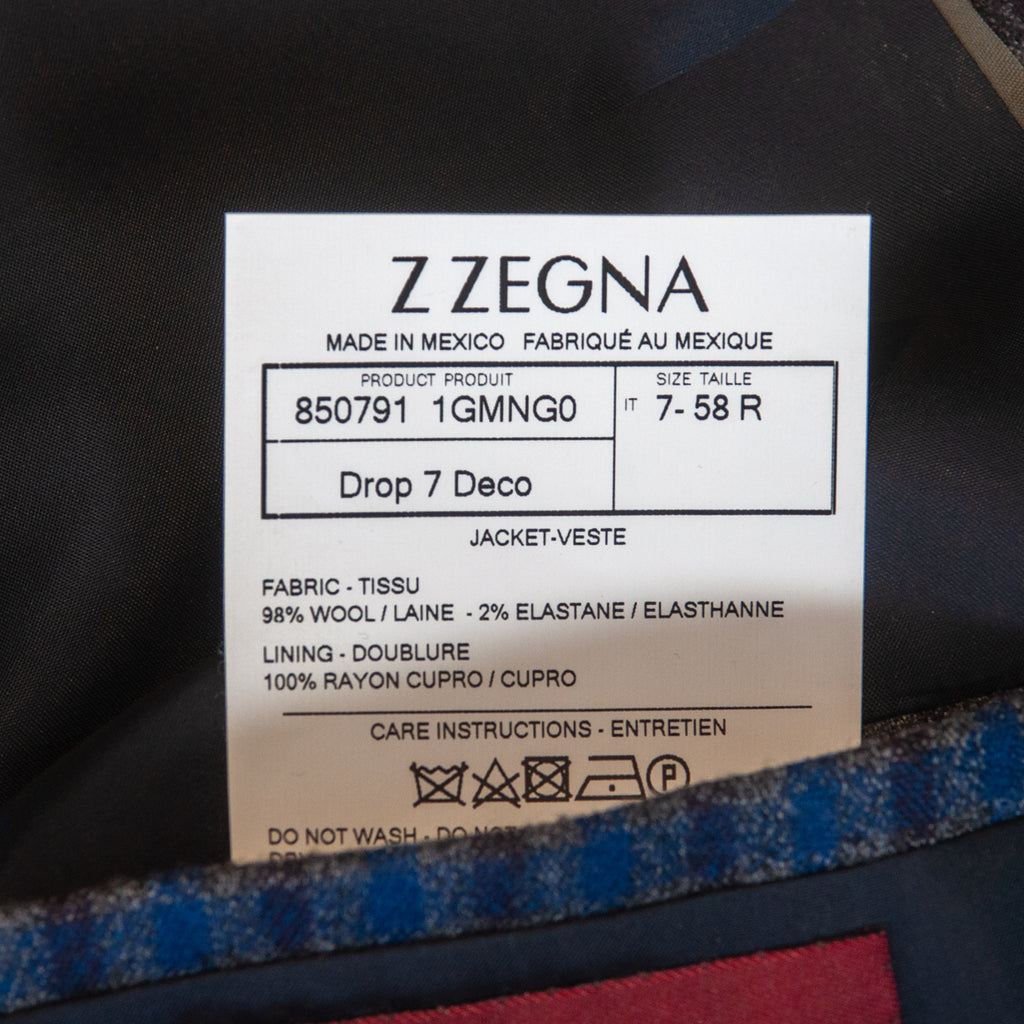 Z ZEGNA
MADE IN MEXICO FABRIQUÉ AU MEXIQUE
PRODUCT PRODUIT
850791 1GMNG0
SIZE TAILLE
IT 7- 58 R
Drop 7 Deco
JACKET-VESTE
FABRIC - TISSU
98% WOOL / LAINE - 2% ELASTANE / ELASTHANNE
LINING - DOUBLURE
100% RAYON CUPRO / CUPRO
CARE INSTRUCTIONS - ENTRETIEN
P
DO NOT WASH - DO NOT